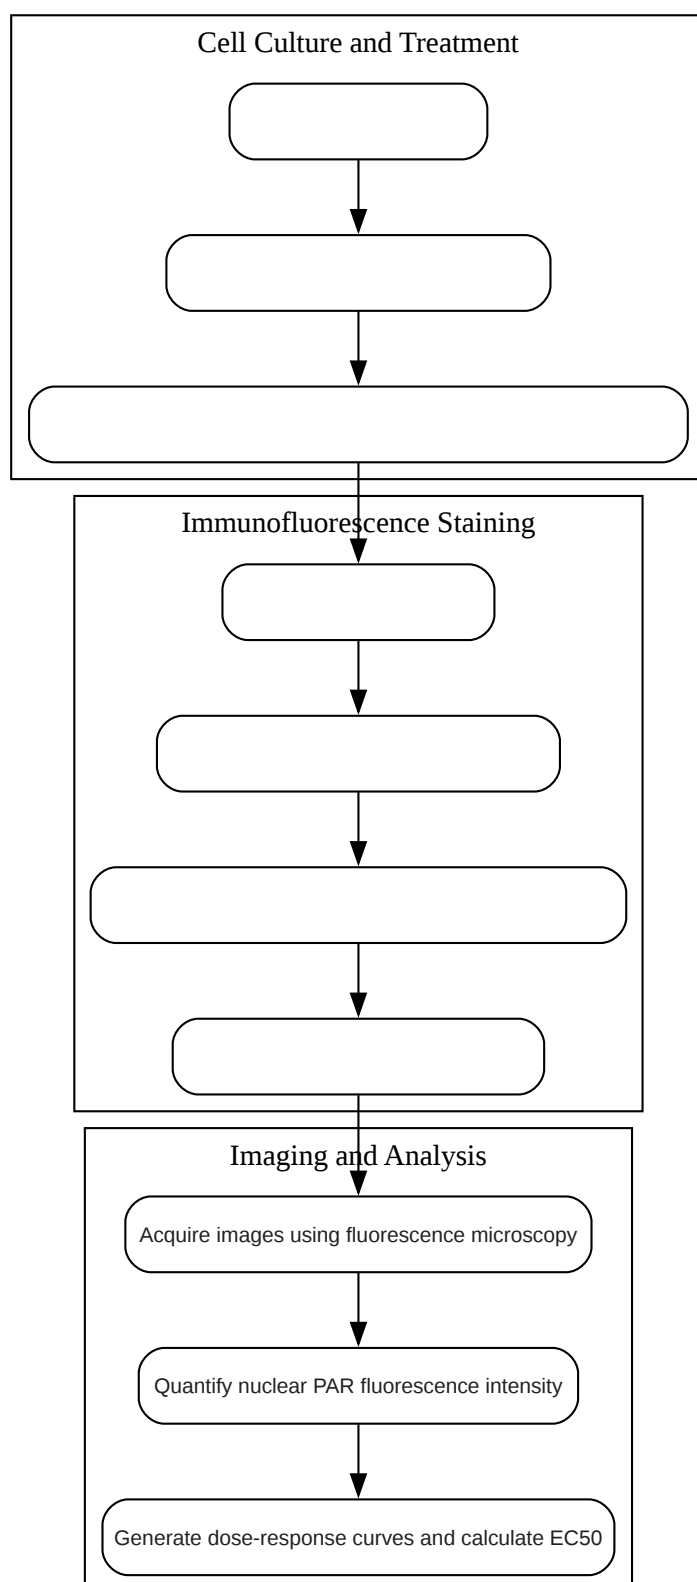 Cell Culture and Treatment
Immunofluorescence Staining
Imaging and Analysis
Acquire images using fluorescence microscopy
Quantify nuclear PAR fluorescence intensity
Generate dose-response curves and calculate EC50